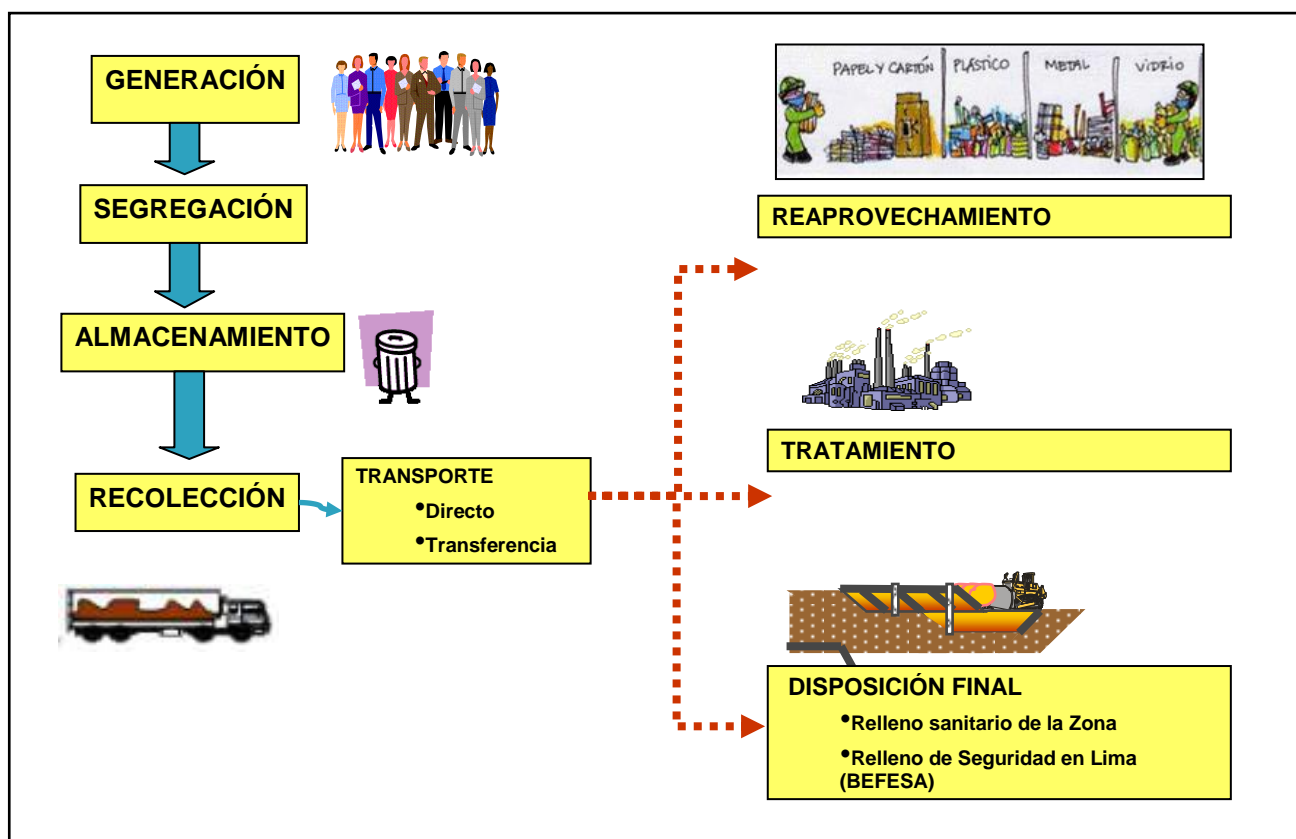 GENERACIÓN
SEGREGACIÓN
ALMACENAMIENTO
RECOLECCIÓN
TRANSPORTE
•Directo
•Transferencia
PAPEL Y CARTÓN
PLÁSTICO
METAL
VIDRIO
REAPROVECHAMIENTO
TRATAMIENTO
DISPOSICIÓN FINAL
•Relleno sanitario de la Zona
•Relleno de Seguridad en Lima
(BEFESA)